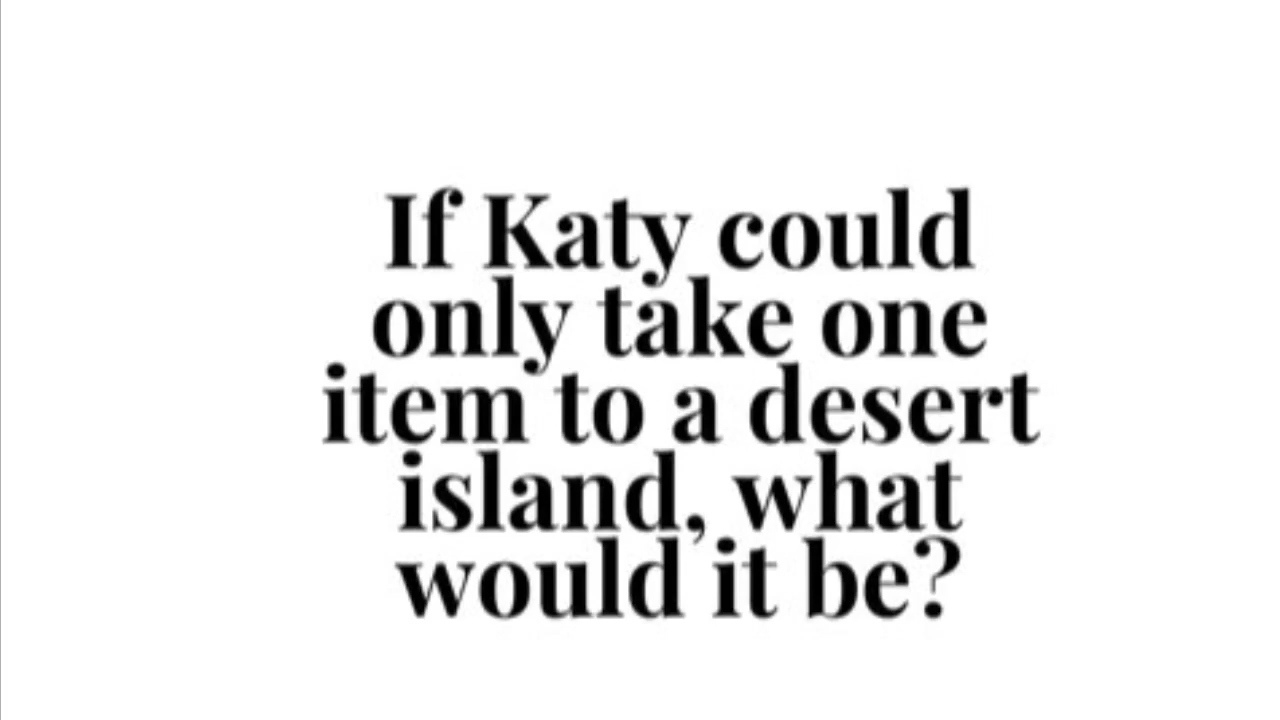 If Katy could
only take one
item to a desert
island, what
would it be?